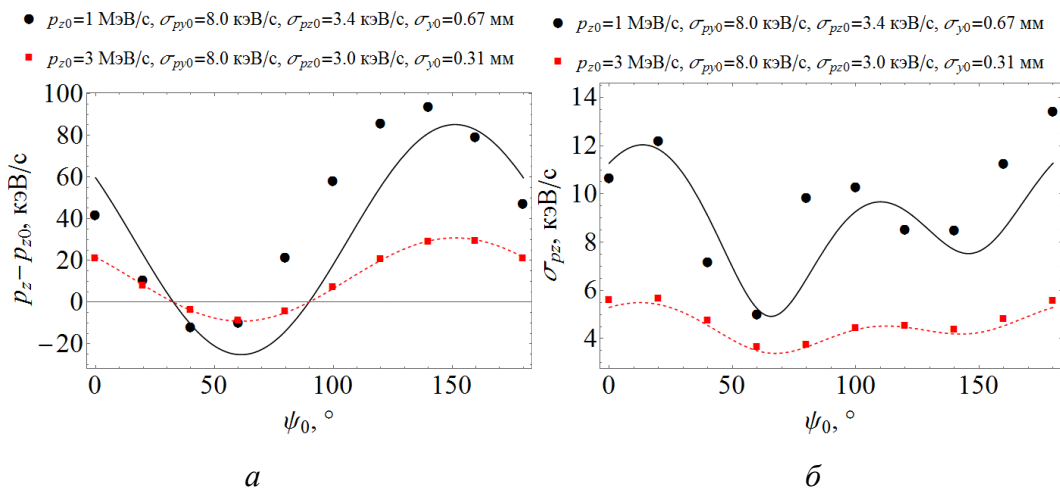 p_z0=1 МэВ/с, σ_py0=8.0 кэВ/с, σ_pz0=3.4 кэВ/с, σ_y0=0.67 мм
p_z0=3 МэВ/с, σ_py0=8.0 кэВ/с, σ_pz0=3.0 кэВ/с, σ_y0=0.31 мм
100
80
60
40
20
0
−20
p_z−p_z0, кэВ/с
0 50 100 150
ψ_0, °
а
p_z0=1 МэВ/с, σ_py0=8.0 кэВ/с, σ_pz0=3.4 кэВ/с, σ_y0=0.67 мм
p_z0=3 МэВ/с, σ_py0=8.0 кэВ/с, σ_pz0=3.0 кэВ/с, σ_y0=0.31 мм
14
12
10
8
6
4
σ_pz, кэВ/с
0 50 100 150
ψ_0, °
б